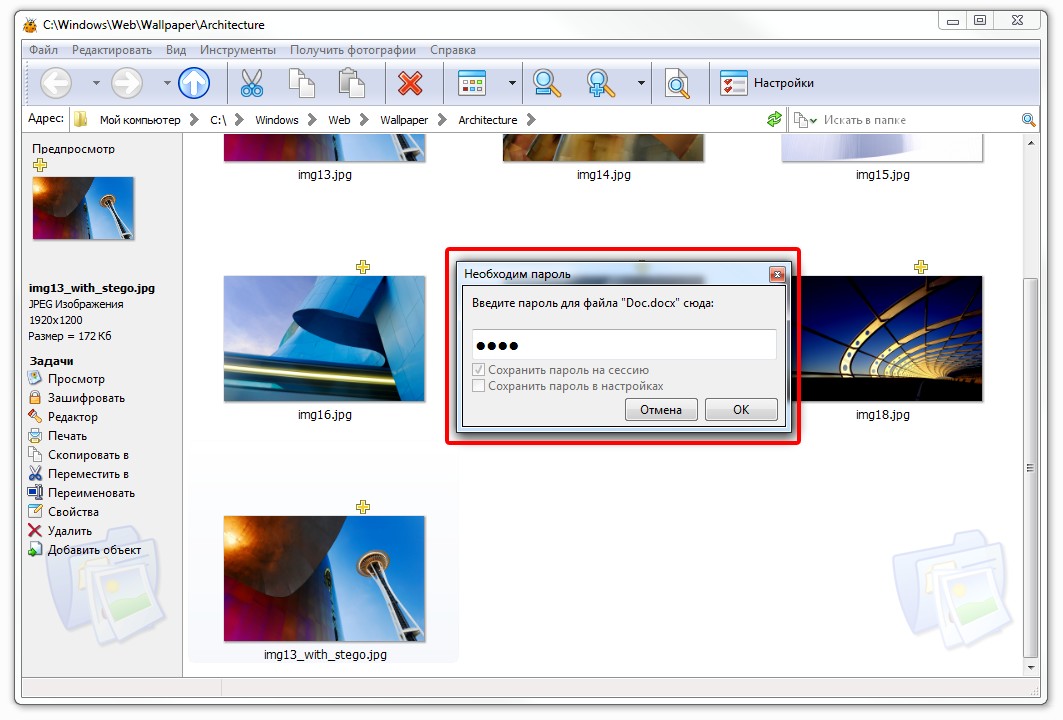 C:\Windows\Web\Wallpaper\Architecture
Файл Редактировать Вид Инструменты Получить фотографии Справка
Настройки
Адрес: Мой компьютер C:\ Windows Web Wallpaper Architecture Искать в папке
Предпросмотр
img13.jpg img14.jpg img15.jpg
img13_with_stego.jpg
JPEG Изображения
1920x1200
Размер = 172 Кб
Задачи
Просмотр
Зашифровать
Редактор
Печать
Скопировать в
Переместить в
Переименовать
Свойства
Удалить
Добавить объект
Необходим пароль
Введите пароль для файла "Doc.docx" сюда:
●●●●
Сохранить пароль на сессию
Сохранить пароль в настройках
Отмена OK
img16.jpg img18.jpg
img13_with_stego.jpg